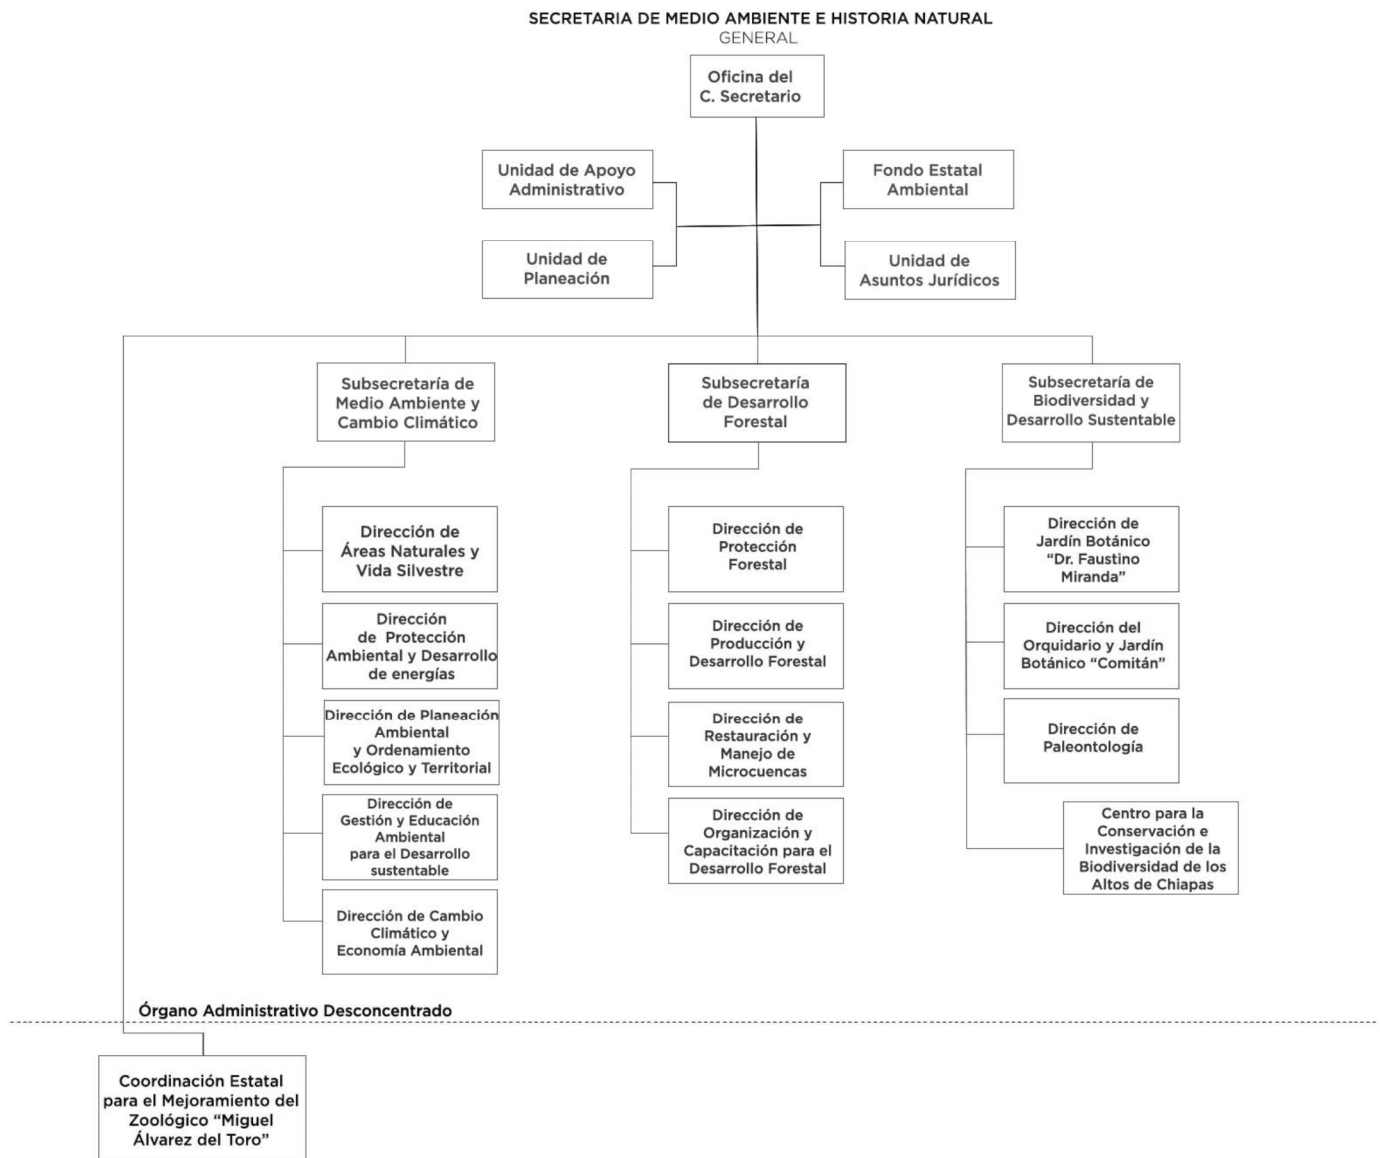 SECRETARIA DE MEDIO AMBIENTE E HISTORIA NATURAL
GENERAL
Oficina del
C. Secretario
Unidad de Apoyo
Administrativo
Fondo Estatal
Ambiental
Unidad de
Planeación
Unidad de
Asuntos Jurídicos
Subsecretaría de
Medio Ambiente y
Cambio Climático
Subsecretaría
de Desarrollo
Forestal
Subsecretaría de
Biodiversidad y
Desarrollo Sustentable
Dirección de
Áreas Naturales y
Vida Silvestre
Dirección
de Protección
Ambiental y Desarrollo
de energías
Dirección de Planeación
Ambiental
y Ordenamiento
Ecológico y Territorial
Dirección de
Gestión y Educación
Ambiental
para el Desarrollo
sustentable
Dirección de Cambio
Climático y
Economía Ambiental
Dirección de
Protección
Forestal
Dirección de
Producción y
Desarrollo Forestal
Dirección de
Restauración y
Manejo de
Microcuencas
Dirección de
Organización y
Capacitación para el
Desarrollo Forestal
Dirección de
Jardín Botánico
“Dr. Faustino
Miranda”
Dirección del
Orquidario y Jardín
Botánico “Comitán”
Dirección de
Paleontología
Centro para la
Conservación e
Investigación de la
Biodiversidad de los
Altos de Chiapas
Órgano Administrativo Desconcentrado
Coordinación Estatal
para el Mejoramiento del
Zoológico “Miguel
Álvarez del Toro”